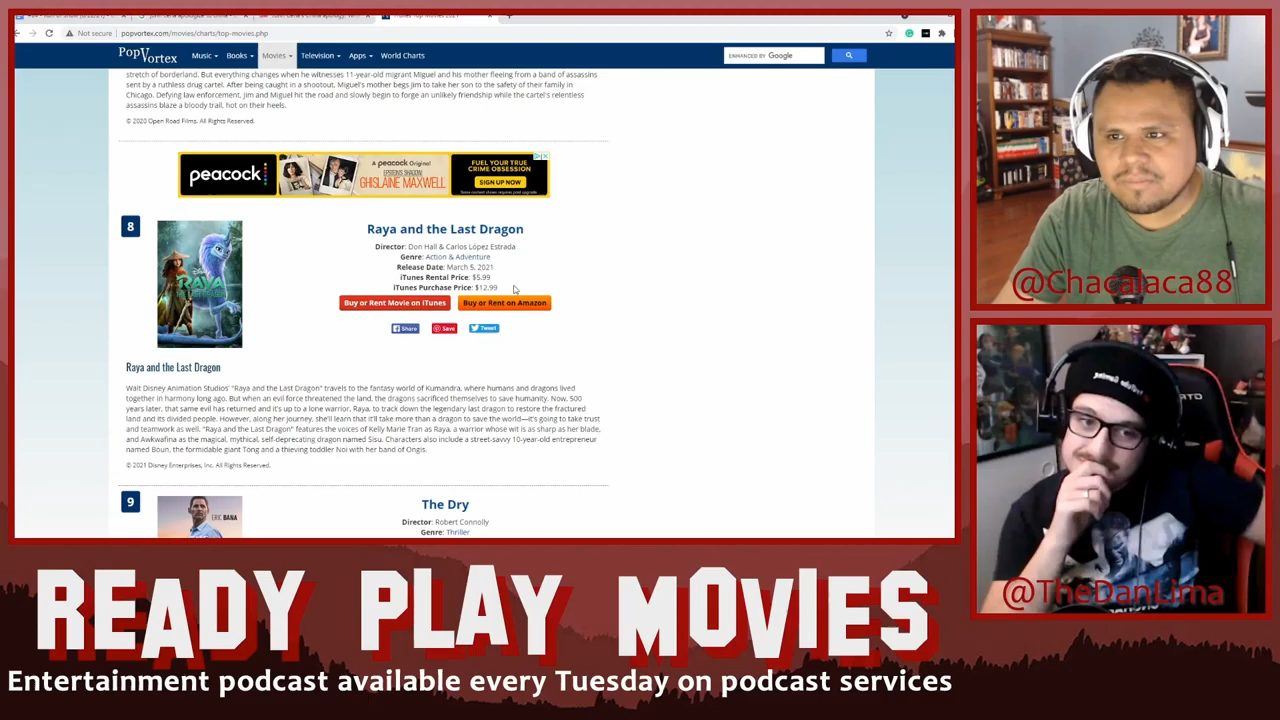 Not secure | popvortex.com/movies/charts/top-movies.php
Pop Vortex
Music
Books
Movies
Television
Apps
World Charts
ENHANCED BY Google
stretch of borderland. But everything changes when he witnesses 11-year-old migrant Miguel and his mother fleeing from a band of assassins
sent by a ruthless drug cartel. After being caught in a shootout, Miguel's mother begs Jim to take her son to the safety of their family in
Chicago. Defying law enforcement, Jim and Miguel hit the road and slowly begin to forge an unlikely friendship while the cartel's relentless
assassins blaze a bloody trail, hot on their heels.
© 2020 Open Road Films. All Rights Reserved.
peacock
A peacock Original
EPSTEIN'S SHADOW:
GHISLAINE MAXWELL
FUEL YOUR TRUE
CRIME OBSESSION
SIGN UP NOW
8
Disney
RAYA
Raya and the Last Dragon
Director: Don Hall & Carlos López Estrada
Genre: Action & Adventure
Release Date: March 5, 2021
iTunes Rental Price: $5.99
iTunes Purchase Price: $12.99
Buy or Rent Movie on iTunes
Buy or Rent on Amazon
Share
Save
Tweet
Raya and the Last Dragon
Walt Disney Animation Studios' "Raya and the Last Dragon" travels to the fantasy world of Kumandra, where humans and dragons lived
together in harmony long ago. But when an evil force threatened the land, the dragons sacrificed themselves to save humanity. Now, 500
years later, that same evil has returned and it's up to a lone warrior, Raya, to track down the legendary last dragon to restore the fractured
land and its divided people. However, along her journey, she'll learn that it'll take more than a dragon to save the world—it's going to take trust
and teamwork as well. "Raya and the Last Dragon" features the voices of Kelly Marie Tran as Raya, a warrior whose wit is as sharp as her blade,
and Awkwafina as the magical, mythical, self-deprecating dragon named Sisu. Characters also include a street-savvy 10-year-old entrepreneur
named Boun, the formidable giant Tong and a thieving toddler Noi with her band of Ongis.
© 2021 Disney Enterprises, Inc. All Rights Reserved.
9
ERIC BANA
The Dry
Director: Robert Connolly
Genre: Thriller
@Chacalaca88
@TheDanLima
READY PLAY MOVIES
Entertainment podcast available every Tuesday on podcast services